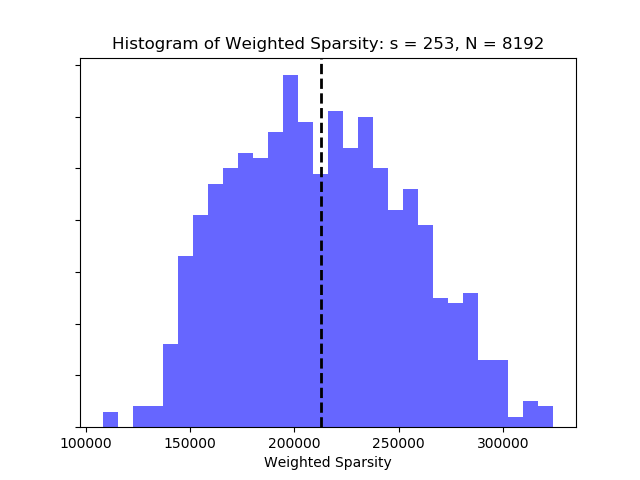 Histogram of Weighted Sparsity: s = 253, N = 8192
100000 150000 200000 250000 300000
Weighted Sparsity